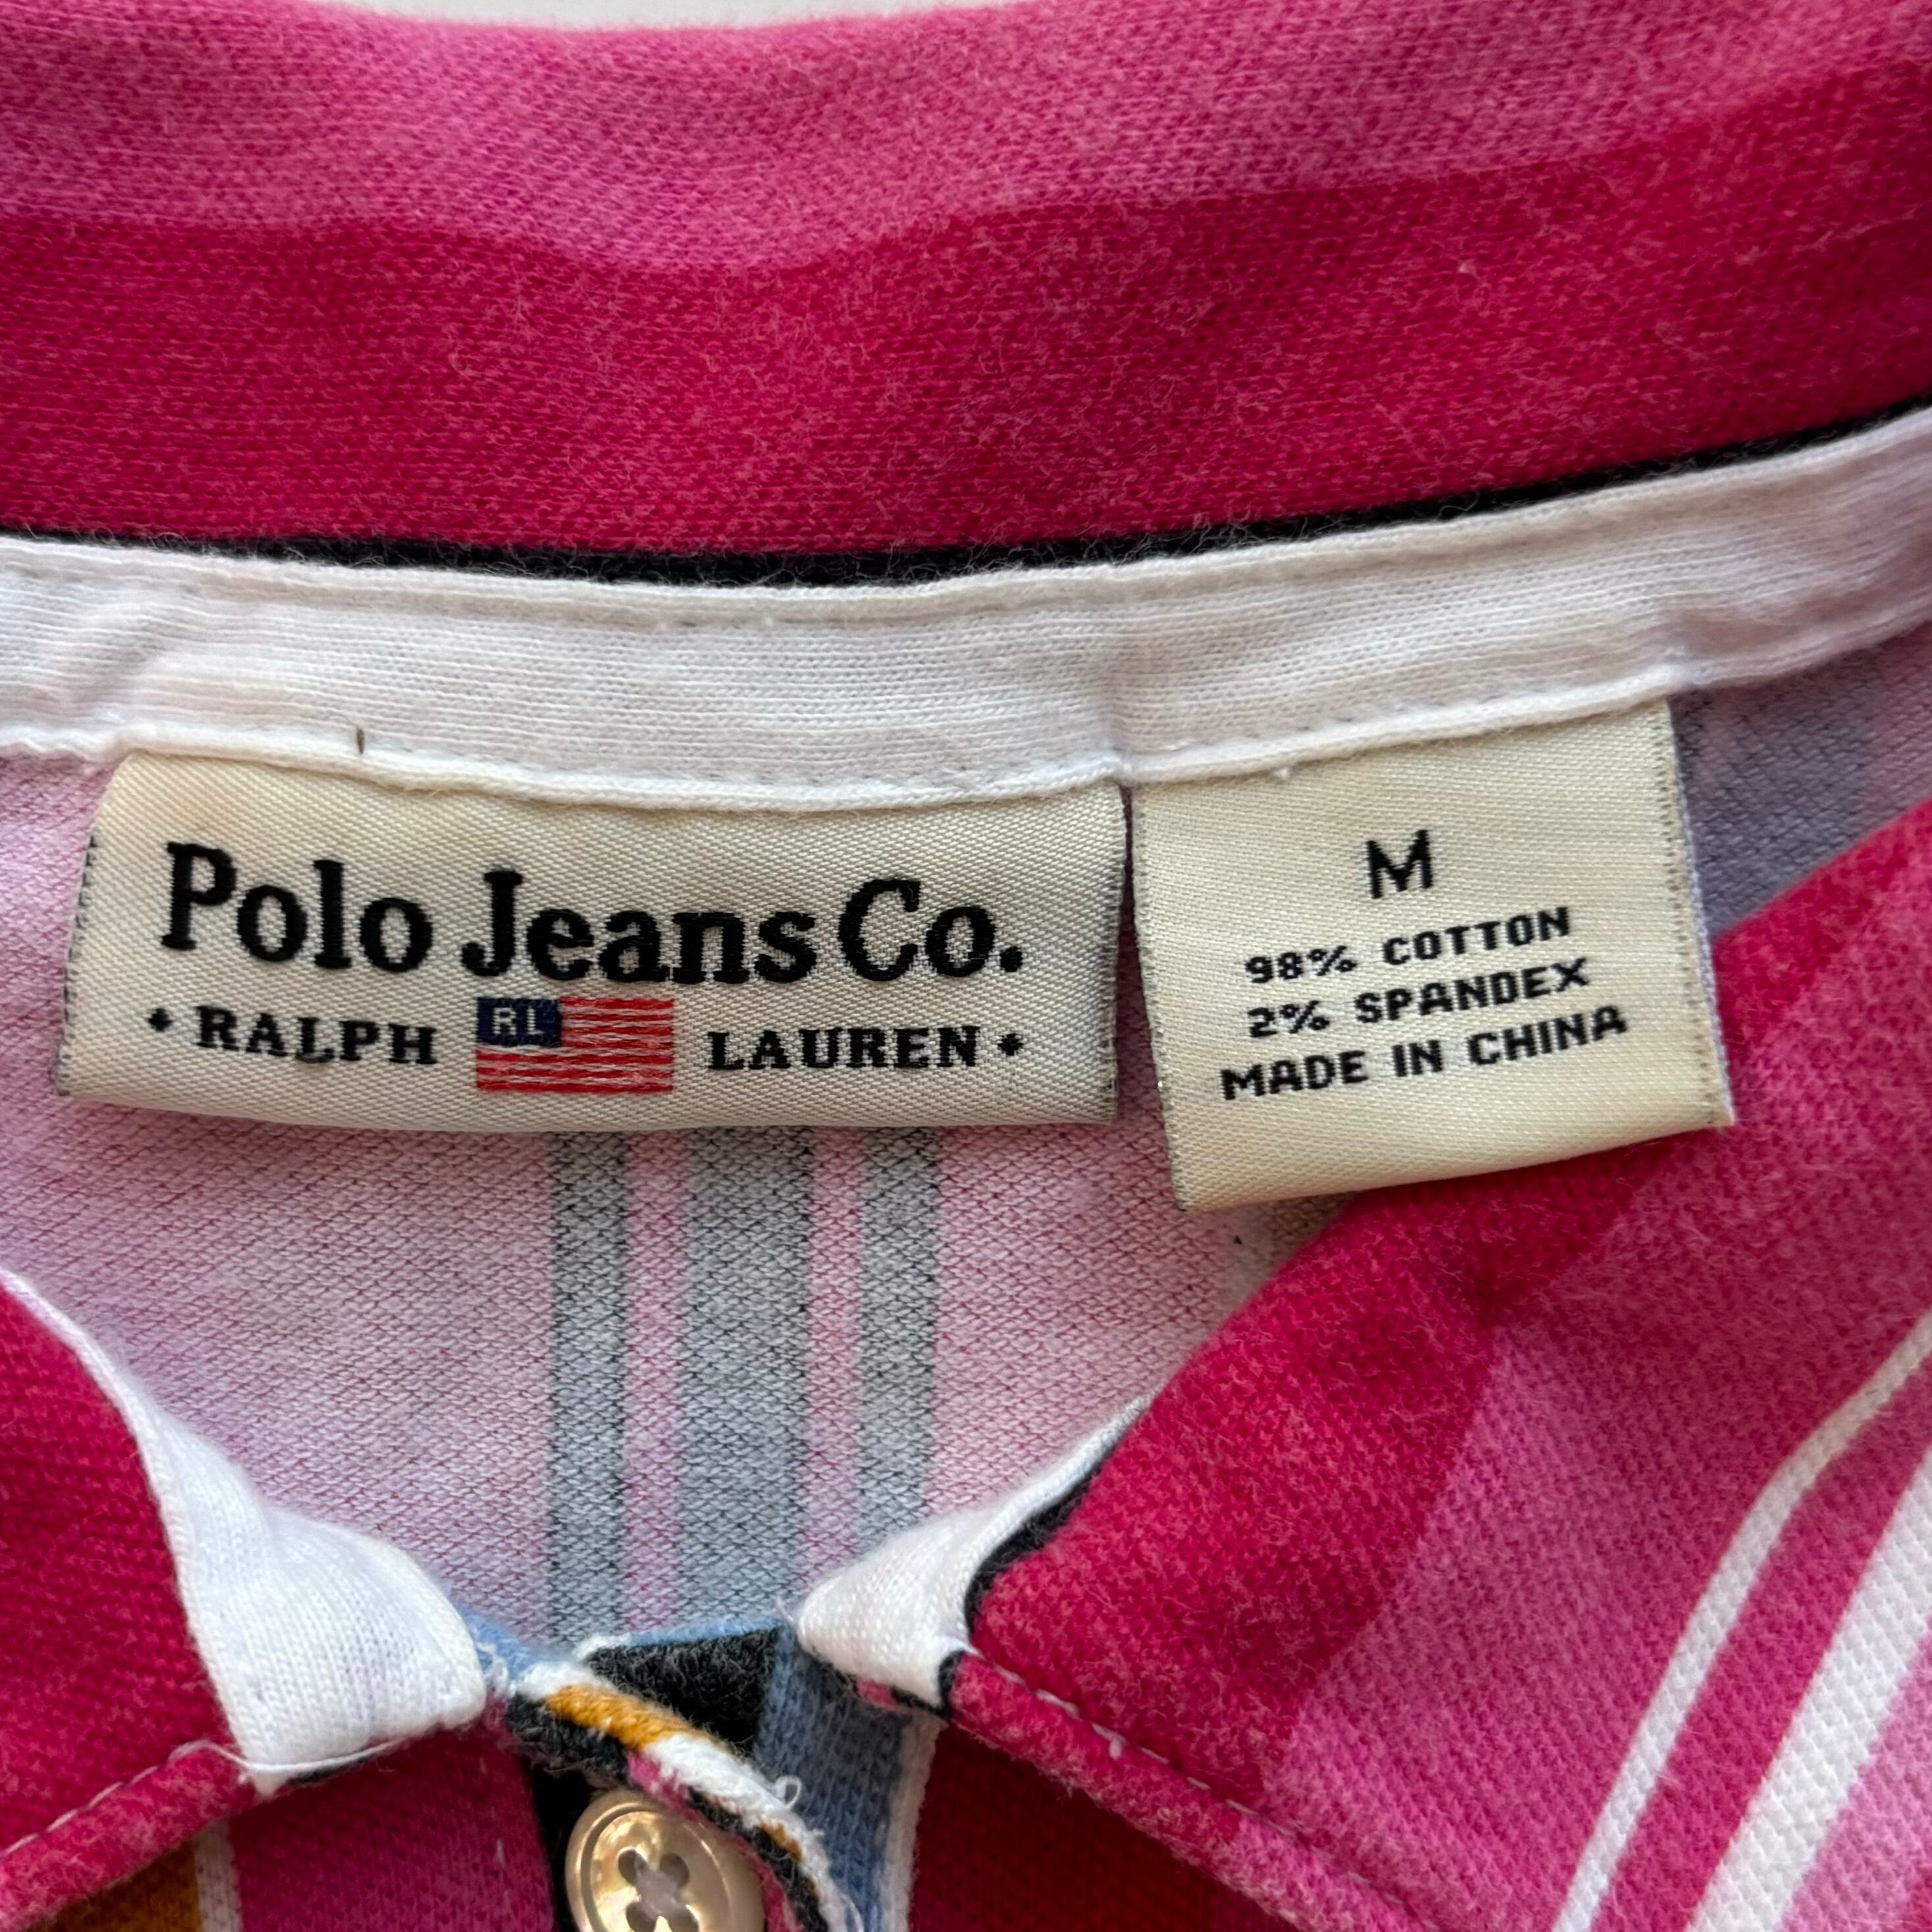 Polo Jeans Co.
RALPH RL LAUREN
M
98% COTTON
2% SPANDEX
MADE IN CHINA